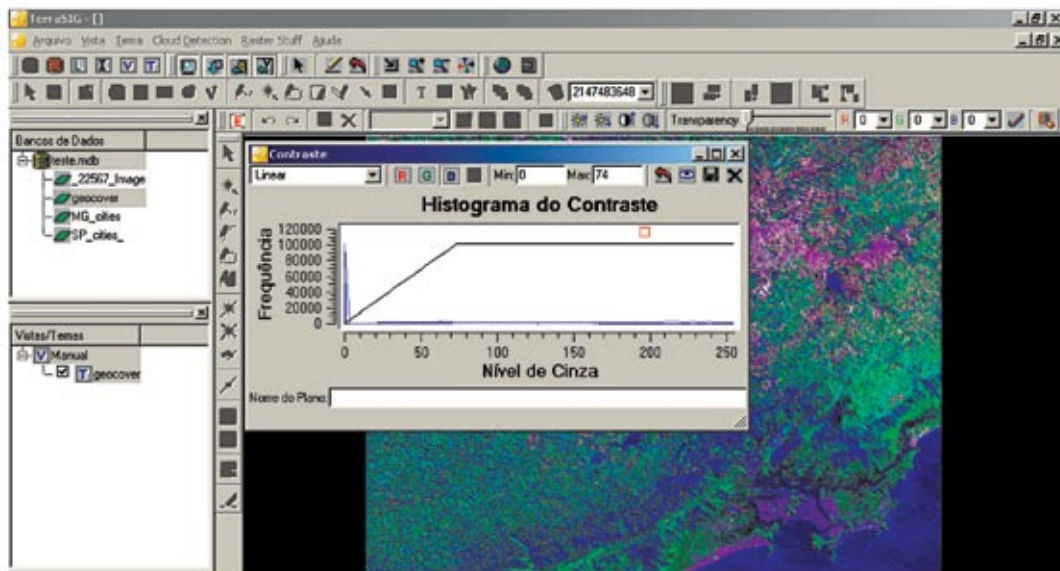 TerraSIG - []
Arquivo Vista Tema Cloud Detection Raster Stuff Ajuda
V T
T 2147483648
E Transparency R 0 G 0 B 0
Bancos de Dados
teste.mdb
_22567_Image
geocover
MG_cities
SP_cities_
Vistas/Temas
V Manual
T geocover
Contraste
Linear R G B Min: 0 Max: 74
Histograma do Contraste
Frequência
120000
100000
80000
60000
40000
20000
0
0 50 100 150 200 250
Nível de Cinza
Nome do Plano: